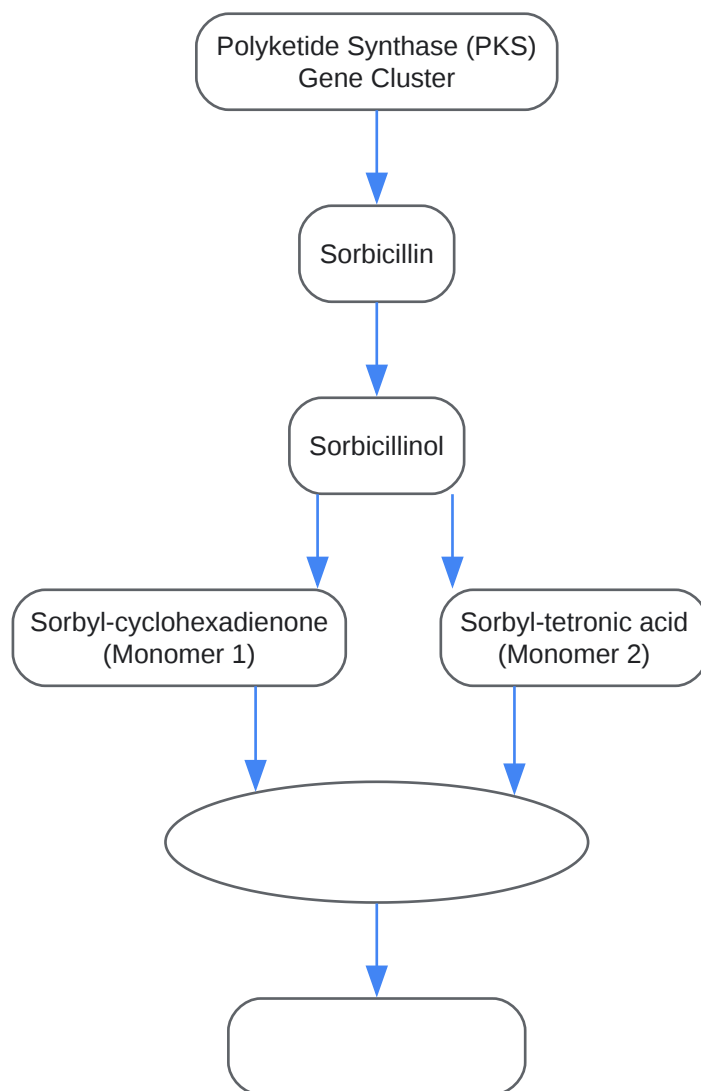 Polyketide Synthase (PKS)
Gene Cluster
Sorbicillin
Sorbicillinol
Sorbyl-cyclohexadienone
(Monomer 1)
Sorbyl-tetronic acid
(Monomer 2)